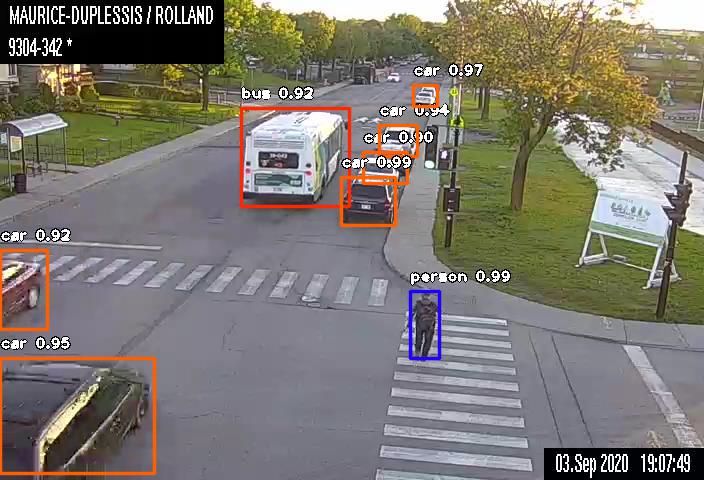 MAURICE-DUPLESSIS / ROLLAND
9304-342 *
car 0.97
bus 0.92
car 0.94
car 0.90
car 0.99
car 0.92
person 0.99
car 0.95
03.Sep 2020 19:07:49